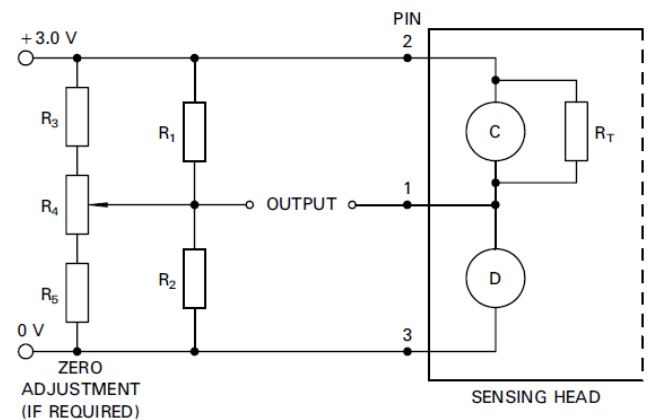 PIN
+3.0 V
2
R3
R1
C
RT
1
R4
OUTPUT
R2
D
R5
0 V
3
ZERO
ADJUSTMENT
(IF REQUIRED)
SENSING HEAD